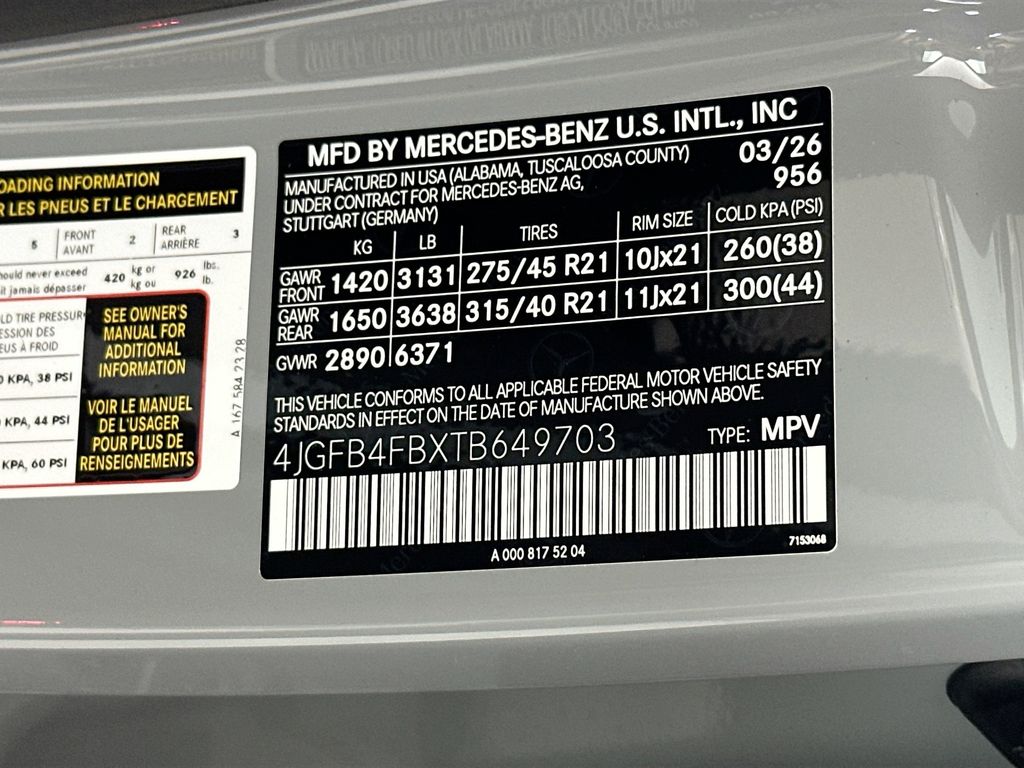 OADING INFORMATION
R LES PNEUS ET LE CHARGEMENT
5 FRONT AVANT 2 REAR ARRIÈRE 3
hould never exceed
it jamais dépasser
420 kg or kg ou 926 lbs. lb.
LD TIRE PRESSUR
ESSION DES
EUS À FROID
0 KPA, 38 PSI
KPA, 44 PSI
KPA, 60 PSI
SEE OWNER'S
MANUAL FOR
ADDITIONAL
INFORMATION
VOIR LE MANUEL
DE L'USAGER
POUR PLUS DE
RENSEIGNEMENTS
A 167 584 23 28
MFD BY MERCEDES-BENZ U.S. INTL., INC
MANUFACTURED IN USA (ALABAMA, TUSCALOOSA COUNTY)
UNDER CONTRACT FOR MERCEDES-BENZ AG,
STUTTGART (GERMANY)
03/26
956
KG LB TIRES RIM SIZE COLD KPA (PSI)
GAWR FRONT 1420 3131 275/45 R21 10Jx21 260(38)
GAWR REAR 1650 3638 315/40 R21 11Jx21 300(44)
GVWR 2890 6371
THIS VEHICLE CONFORMS TO ALL APPLICABLE FEDERAL MOTOR VEHICLE SAFETY
STANDARDS IN EFFECT ON THE DATE OF MANUFACTURE SHOWN ABOVE.
4JGFB4FBXTB649703 TYPE: MPV
A 000 817 52 04
7153068